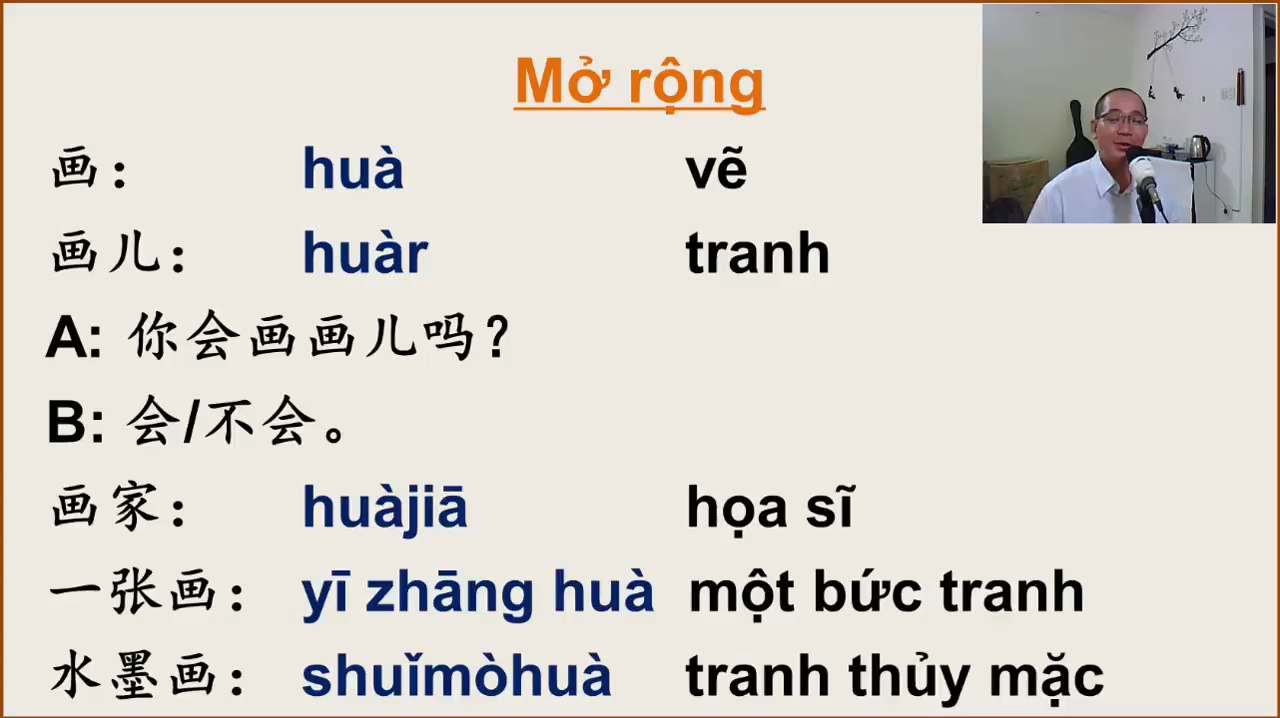 Mở rộng
画： huà vẽ
画儿： huàr tranh
A: 你会画画儿吗？
B: 会/不会。
画家： huàjiā họa sĩ
一张画： yī zhāng huà một bức tranh
水墨画： shuǐmòhuà tranh thủy mặc